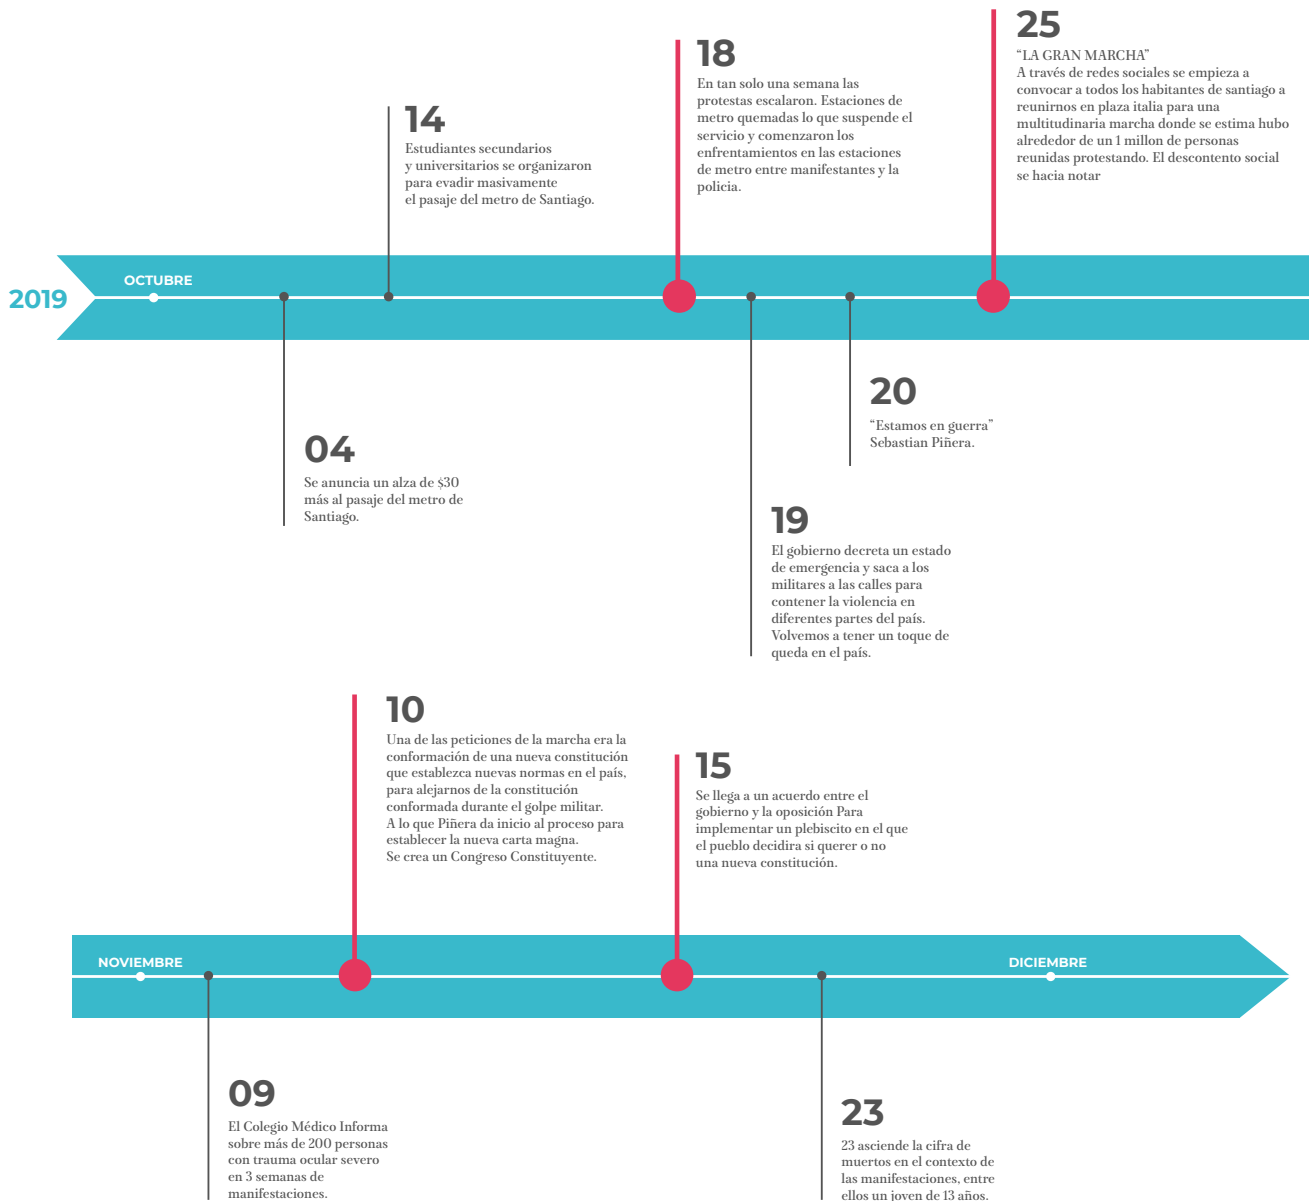 2019
OCTUBRE
04
Se anuncia un alza de $30
más al pasaje del metro de
Santiago.
14
Estudiantes secundarios
y universitarios se organizaron
para evadir masivamente
el pasaje del metro de Santiago.
18
En tan solo una semana las
protestas escalaron. Estaciones de
metro quemadas lo que suspende el
servicio y comenzaron los
enfrentamientos en las estaciones
de metro entre manifestantes y la
policia.
19
El gobierno decreta un estado
de emergencia y saca a los
militares a las calles para
contener la violencia en
diferentes partes del país.
Volvemos a tener un toque de
queda en el país.
20
“Estamos en guerra”
Sebastian Piñera.
25
“LA GRAN MARCHA”
A través de redes sociales se empieza a
convocar a todos los habitantes de santiago a
reunirnos en plaza italia para una
multitudinaria marcha donde se estima hubo
alrededor de un 1 millon de personas
reunidas protestando. El descontento social
se hacia notar
NOVIEMBRE
09
El Colegio Médico Informa
sobre más de 200 personas
con trauma ocular severo
en 3 semanas de
manifestaciones.
10
Una de las peticiones de la marcha era la
conformación de una nueva constitución
que establezca nuevas normas en el país,
para alejarnos de la constitución
conformada durante el golpe militar.
A lo que Piñera da inicio al proceso para
establecer la nueva carta magna.
Se crea un Congreso Constituyente.
15
Se llega a un acuerdo entre el
gobierno y la oposición Para
implementar un plebiscito en el que
el pueblo decidira si querer o no
una nueva constitución.
23
23 asciende la cifra de
muertos en el contexto de
las manifestaciones, entre
ellos un joven de 13 años.
DICIEMBRE